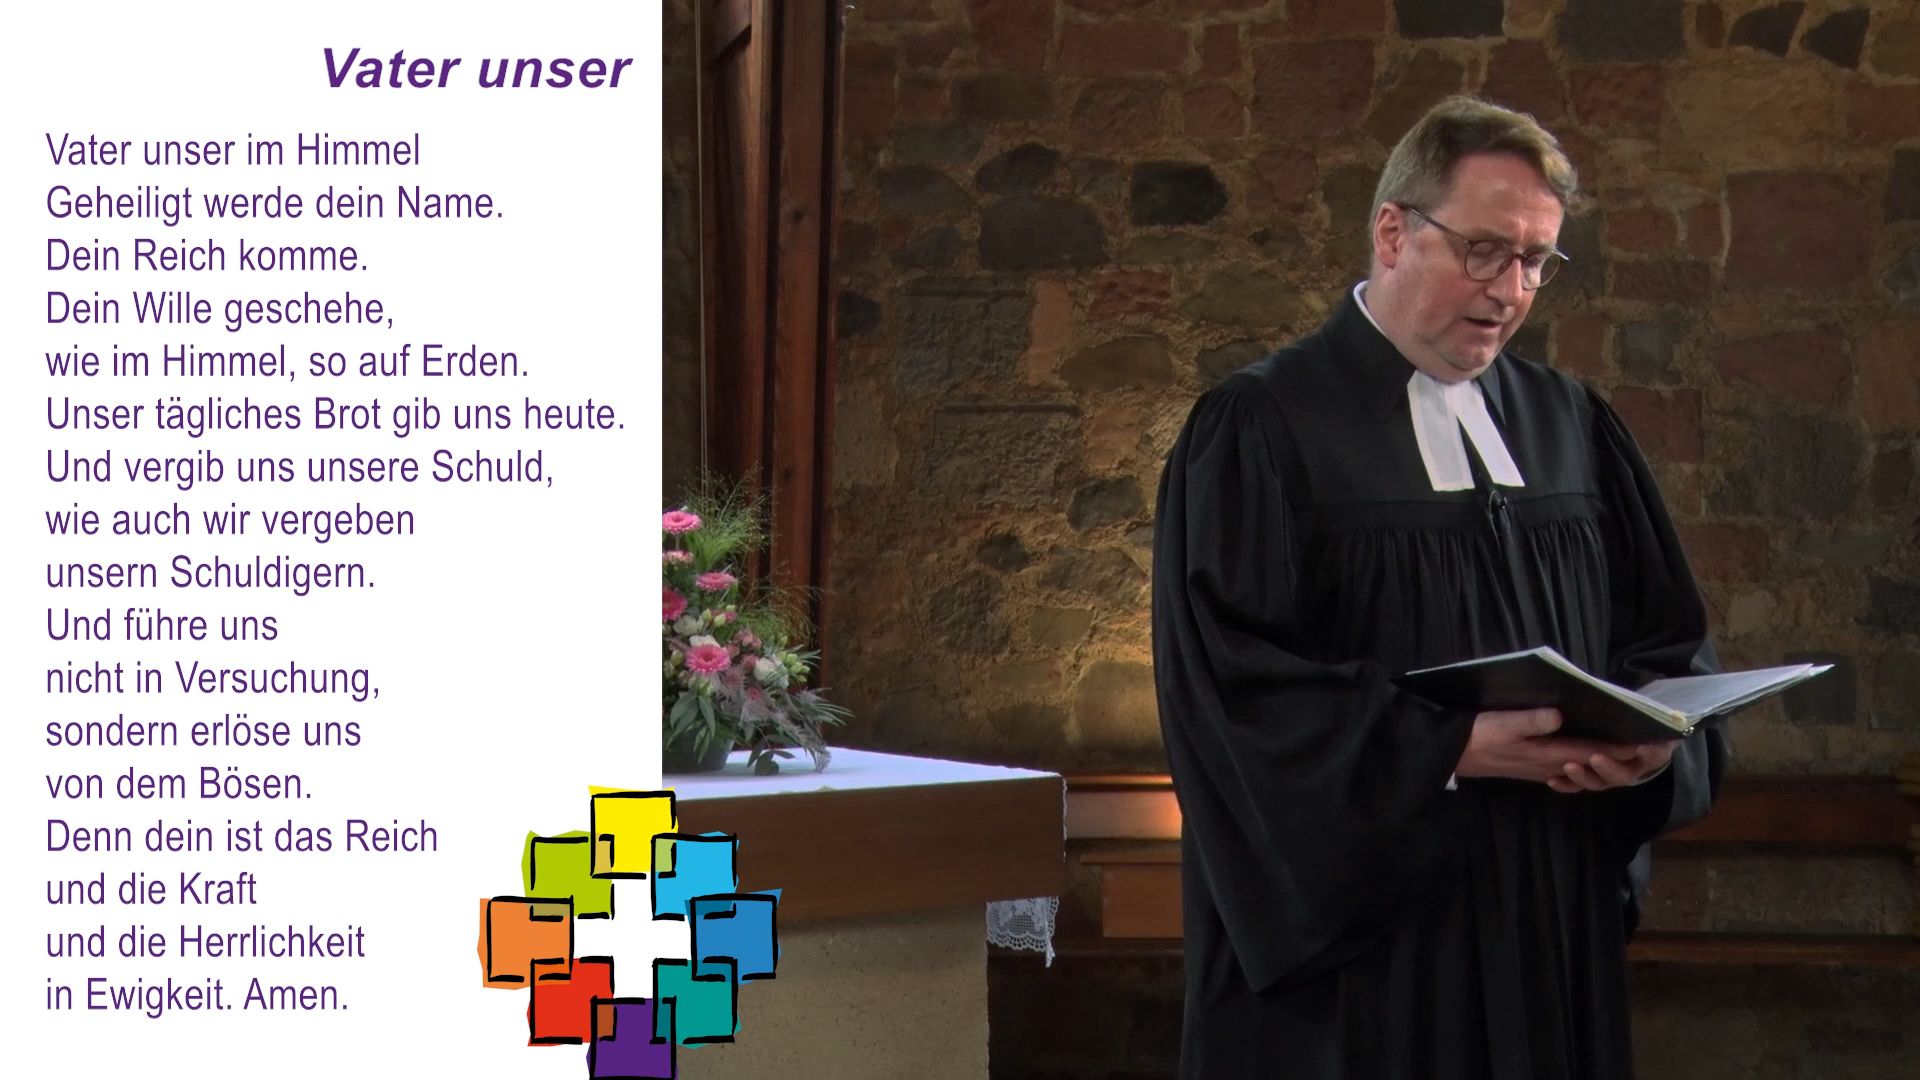 Vater unser
Vater unser im Himmel
Geheiligt werde dein Name.
Dein Reich komme.
Dein Wille geschehe,
wie im Himmel, so auf Erden.
Unser tägliches Brot gib uns heute.
Und vergib uns unsere Schuld,
wie auch wir vergeben
unsern Schuldigern.
Und führe uns
nicht in Versuchung,
sondern erlöse uns
von dem Bösen.
Denn dein ist das Reich
und die Kraft
und die Herrlichkeit
in Ewigkeit. Amen.